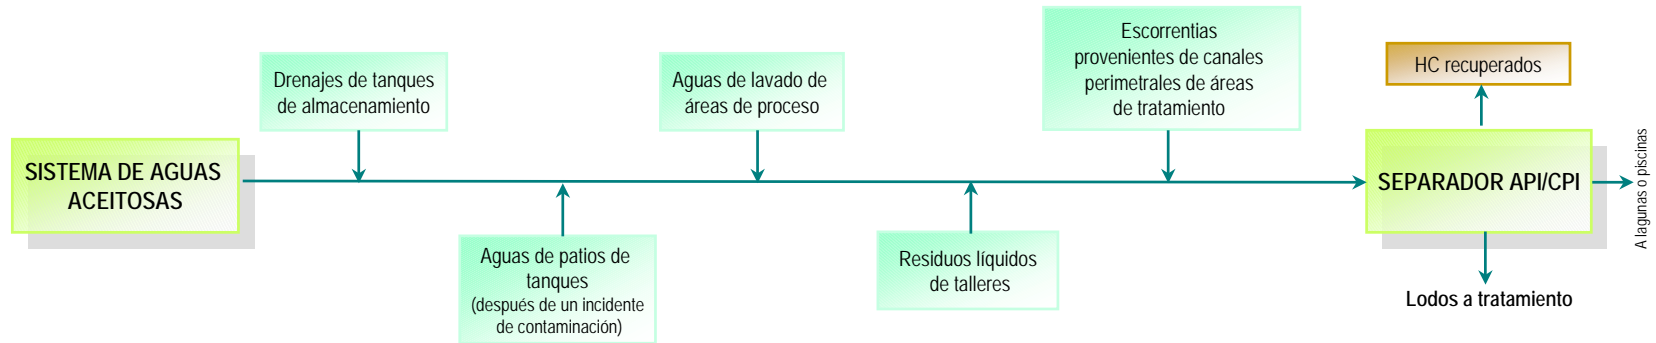 SISTEMA DE AGUAS
ACEITOSAS
Drenajes de tanques
de almacenamiento
Aguas de patios de
tanques
(después de un incidente
de contaminación)
Aguas de lavado de
áreas de proceso
Residuos líquidos
de talleres
Escorrentias
provenientes de canales
perimetrales de áreas
de tratamiento
HC recuperados
SEPARADOR API/CPI
Lodos a tratamiento
A lagunas o piscinas